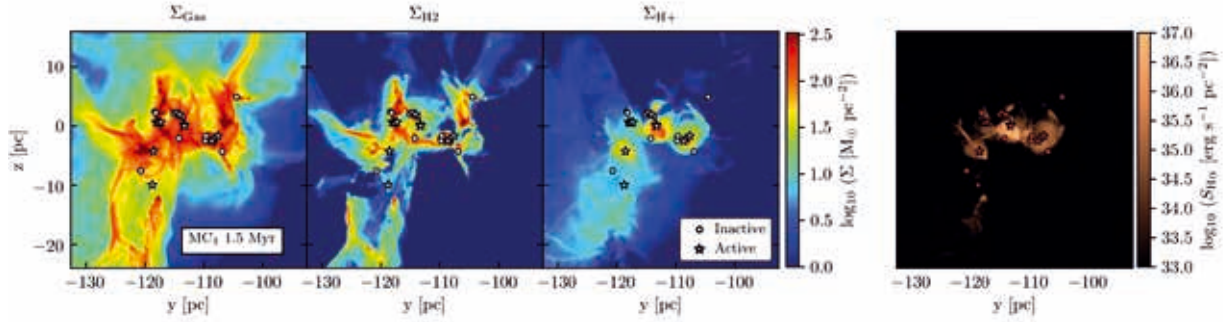 Σ_Gas Σ_H2 Σ_H+
z [pc]
10
0
−10
−20
−130 −120 −110 −100
y [pc]
−130 −120 −110 −100
y [pc]
−130 −120 −110 −100
y [pc]
MC₁ 1.5 Myr
Inactive
Active
2.5
2.0
1.5
1.0
0.5
0.0
log₁₀ (Σ [M☉ pc⁻²])
−130 −120 −110 −100
y [pc]
37.0
36.5
36.0
35.5
35.0
34.5
34.0
33.5
33.0
log₁₀ (S_Hα [erg s⁻¹ pc⁻²])